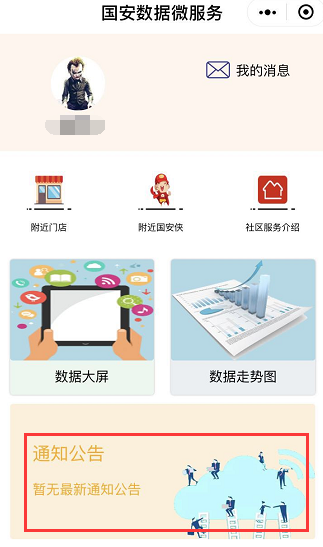 国安数据微服务
我的消息
附近门店
附近国安侠
社区服务介绍
数据大屏
数据走势图
通知公告
暂无最新通知公告